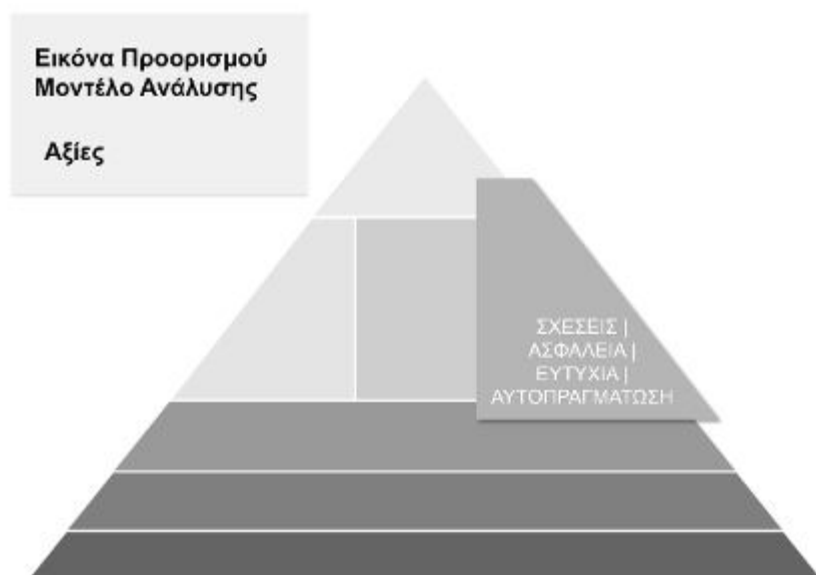 Εικόνα Προορισμού
Μοντέλο Ανάλυσης
Αξίες
ΣΧΕΣΕΙΣ |
ΑΣΦΑΛΕΙΑ |
ΕΥΤΥΧΙΑ |
ΑΥΤΟΠΡΑΓΜΑΤΩΣΗ